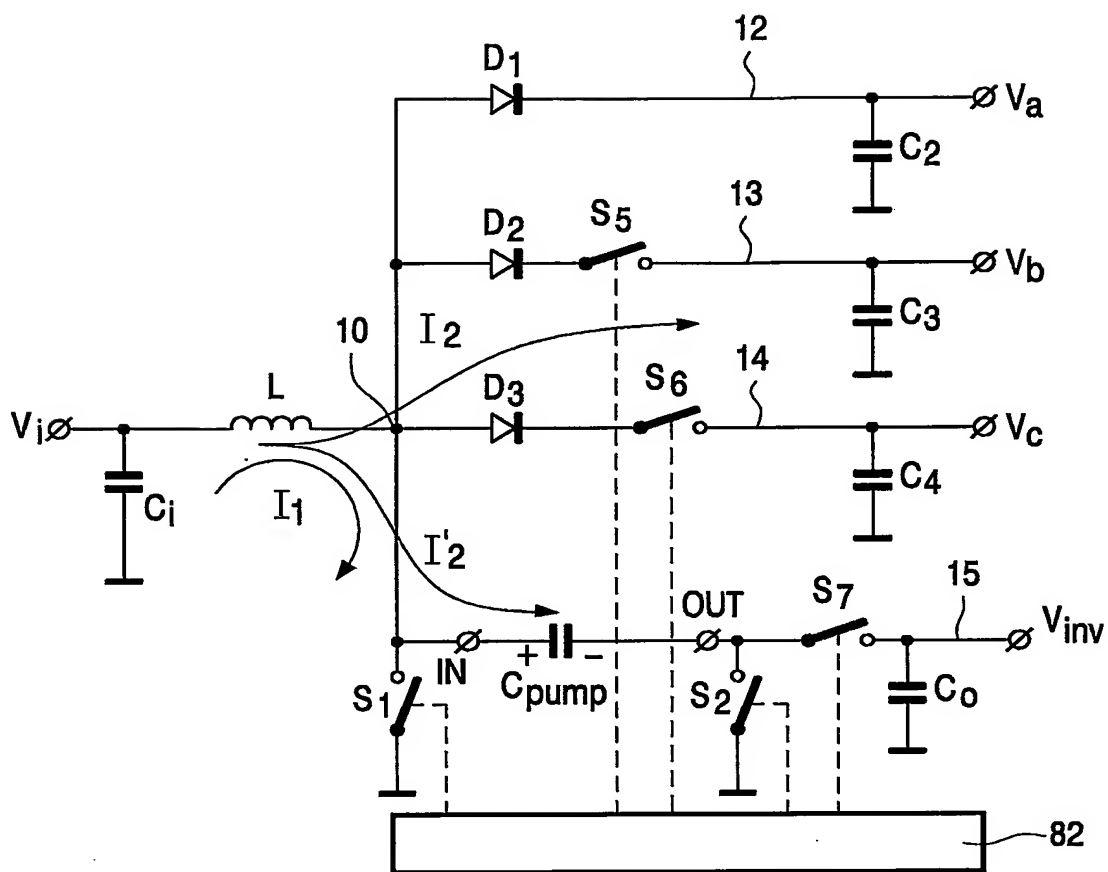 D1
12
Va
C2
D2
S5
13
Vb
C3
10
I2
L
D3
S6
14
Vi
Vc
Ci
I1
C4
I'2
OUT
S7
15
Vinv
IN
+
-
Cpump
S1
S2
Co
82